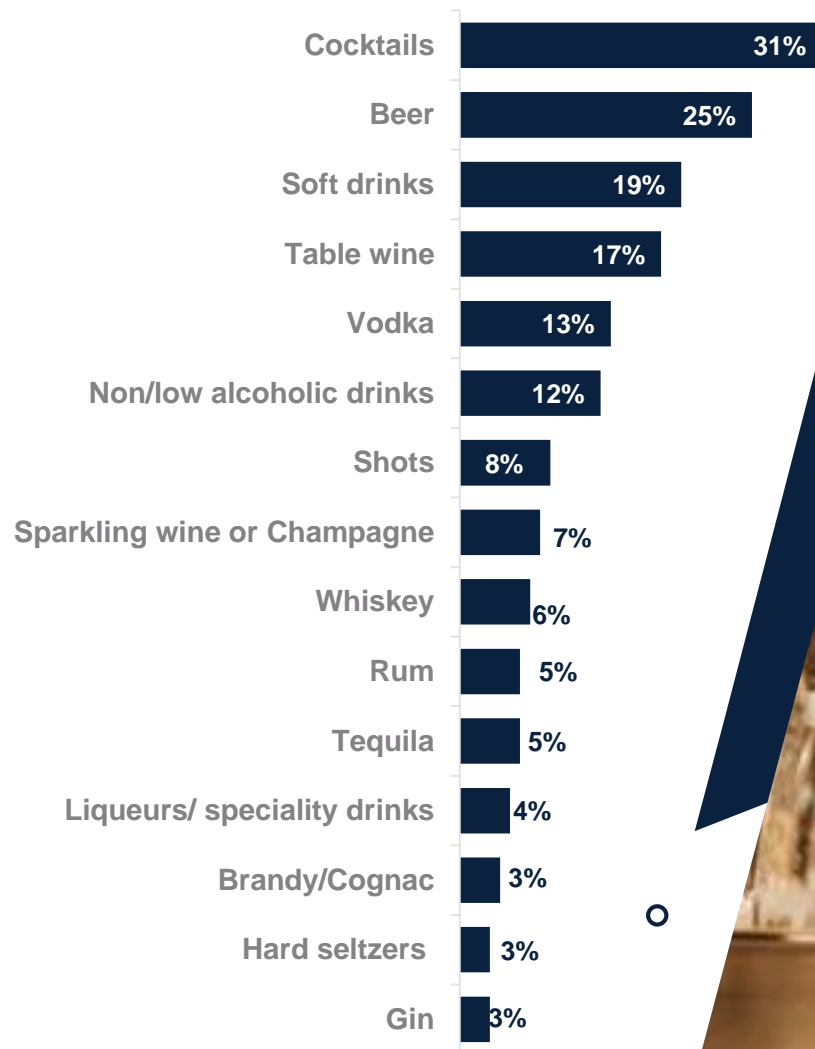 Cocktails 31%
Beer 25%
Soft drinks 19%
Table wine 17%
Vodka 13%
Non/low alcoholic drinks 12%
Shots 8%
Sparkling wine or Champagne 7%
Whiskey 6%
Rum 5%
Tequila 5%
Liqueurs/ speciality drinks 4%
Brandy/Cognac 3%
Hard seltzers 3%
Gin 3%